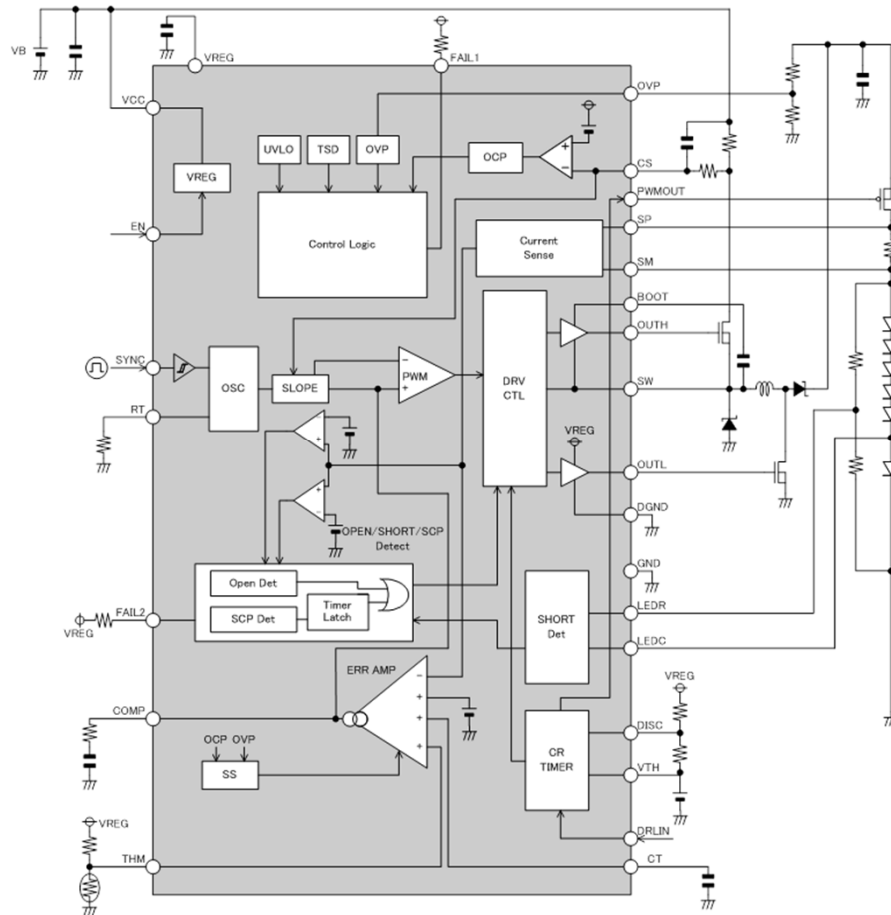 VB
VREG
FAIL1
VCC
OVP
UVLO
TSD
OVP
OCP
+
−
CS
VREG
PWMOUT
EN
SP
Control Logic
Current
Sense
SM
BOOT
OUTH
SYNC
OSC
SLOPE
−
PWM
+
DRV
CTL
SW
RT
−
+
VREG
OUTL
+
−
DGND
OPEN/SHORT/SCP
Detect
GND
Open Det
Timer
Latch
SCP Det
FAIL2
VREG
SHORT
Det
LEDR
LEDC
ERR AMP
−
+
+
+
VREG
COMP
DISC
OCP OVP
SS
CR
TIMER
VTH
VREG
DRLIN
THM
CT